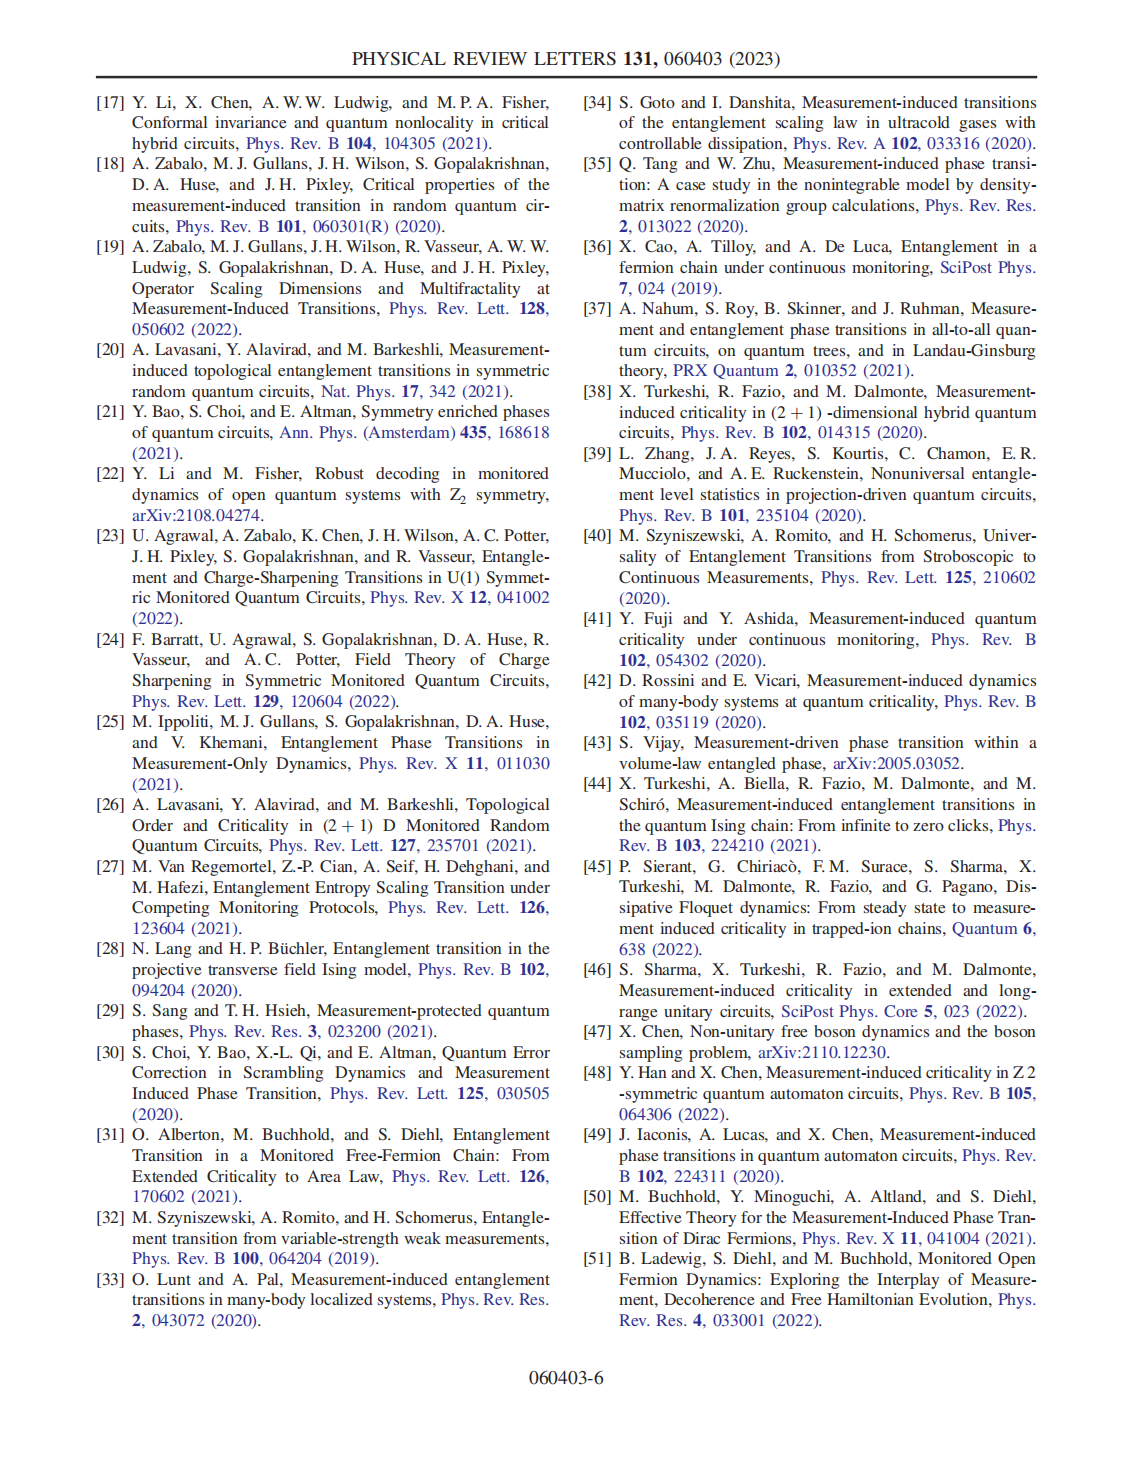 PHYSICAL REVIEW LETTERS 131, 060403 (2023)
[17] Y. Li, X. Chen, A. W. W. Ludwig, and M. P. A. Fisher,
Conformal invariance and quantum nonlocality in critical
hybrid circuits, Phys. Rev. B 104, 104305 (2021).
[18] A. Zabalo, M. J. Gullans, J. H. Wilson, S. Gopalakrishnan,
D. A. Huse, and J. H. Pixley, Critical properties of the
measurement-induced transition in random quantum cir-
cuits, Phys. Rev. B 101, 060301(R) (2020).
[19] A. Zabalo, M. J. Gullans, J. H. Wilson, R. Vasseur, A. W. W.
Ludwig, S. Gopalakrishnan, D. A. Huse, and J. H. Pixley,
Operator Scaling Dimensions and Multifractality at
Measurement-Induced Transitions, Phys. Rev. Lett. 128,
050602 (2022).
[20] A. Lavasani, Y. Alavirad, and M. Barkeshli, Measurement-
induced topological entanglement transitions in symmetric
random quantum circuits, Nat. Phys. 17, 342 (2021).
[21] Y. Bao, S. Choi, and E. Altman, Symmetry enriched phases
of quantum circuits, Ann. Phys. (Amsterdam) 435, 168618
(2021).
[22] Y. Li and M. Fisher, Robust decoding in monitored
dynamics of open quantum systems with Z2 symmetry,
arXiv:2108.04274.
[23] U. Agrawal, A. Zabalo, K. Chen, J. H. Wilson, A. C. Potter,
J. H. Pixley, S. Gopalakrishnan, and R. Vasseur, Entangle-
ment and Charge-Sharpening Transitions in U(1) Symmet-
ric Monitored Quantum Circuits, Phys. Rev. X 12, 041002
(2022).
[24] F. Barratt, U. Agrawal, S. Gopalakrishnan, D. A. Huse, R.
Vasseur, and A. C. Potter, Field Theory of Charge
Sharpening in Symmetric Monitored Quantum Circuits,
Phys. Rev. Lett. 129, 120604 (2022).
[25] M. Ippoliti, M. J. Gullans, S. Gopalakrishnan, D. A. Huse,
and V. Khemani, Entanglement Phase Transitions in
Measurement-Only Dynamics, Phys. Rev. X 11, 011030
(2021).
[26] A. Lavasani, Y. Alavirad, and M. Barkeshli, Topological
Order and Criticality in (2 + 1) D Monitored Random
Quantum Circuits, Phys. Rev. Lett. 127, 235701 (2021).
[27] M. Van Regemortel, Z.-P. Cian, A. Seif, H. Dehghani, and
M. Hafezi, Entanglement Entropy Scaling Transition under
Competing Monitoring Protocols, Phys. Rev. Lett. 126,
123604 (2021).
[28] N. Lang and H. P. Büchler, Entanglement transition in the
projective transverse field Ising model, Phys. Rev. B 102,
094204 (2020).
[29] S. Sang and T. H. Hsieh, Measurement-protected quantum
phases, Phys. Rev. Res. 3, 023200 (2021).
[30] S. Choi, Y. Bao, X.-L. Qi, and E. Altman, Quantum Error
Correction in Scrambling Dynamics and Measurement
Induced Phase Transition, Phys. Rev. Lett. 125, 030505
(2020).
[31] O. Alberton, M. Buchhold, and S. Diehl, Entanglement
Transition in a Monitored Free-Fermion Chain: From
Extended Criticality to Area Law, Phys. Rev. Lett. 126,
170602 (2021).
[32] M. Szyniszewski, A. Romito, and H. Schomerus, Entangle-
ment transition from variable-strength weak measurements,
Phys. Rev. B 100, 064204 (2019).
[33] O. Lunt and A. Pal, Measurement-induced entanglement
transitions in many-body localized systems, Phys. Rev. Res.
2, 043072 (2020).
[34] S. Goto and I. Danshita, Measurement-induced transitions
of the entanglement scaling law in ultracold gases with
controllable dissipation, Phys. Rev. A 102, 033316 (2020).
[35] Q. Tang and W. Zhu, Measurement-induced phase transi-
tion: A case study in the nonintegrable model by density-
matrix renormalization group calculations, Phys. Rev. Res.
2, 013022 (2020).
[36] X. Cao, A. Tilloy, and A. De Luca, Entanglement in a
fermion chain under continuous monitoring, SciPost Phys.
7, 024 (2019).
[37] A. Nahum, S. Roy, B. Skinner, and J. Ruhman, Measure-
ment and entanglement phase transitions in all-to-all quan-
tum circuits, on quantum trees, and in Landau-Ginsburg
theory, PRX Quantum 2, 010352 (2021).
[38] X. Turkeshi, R. Fazio, and M. Dalmonte, Measurement-
induced criticality in (2 + 1) -dimensional hybrid quantum
circuits, Phys. Rev. B 102, 014315 (2020).
[39] L. Zhang, J. A. Reyes, S. Kourtis, C. Chamon, E. R.
Mucciolo, and A. E. Ruckenstein, Nonuniversal entangle-
ment level statistics in projection-driven quantum circuits,
Phys. Rev. B 101, 235104 (2020).
[40] M. Szyniszewski, A. Romito, and H. Schomerus, Univer-
sality of Entanglement Transitions from Stroboscopic to
Continuous Measurements, Phys. Rev. Lett. 125, 210602
(2020).
[41] Y. Fuji and Y. Ashida, Measurement-induced quantum
criticality under continuous monitoring, Phys. Rev. B
102, 054302 (2020).
[42] D. Rossini and E. Vicari, Measurement-induced dynamics
of many-body systems at quantum criticality, Phys. Rev. B
102, 035119 (2020).
[43] S. Vijay, Measurement-driven phase transition within a
volume-law entangled phase, arXiv:2005.03052.
[44] X. Turkeshi, A. Biella, R. Fazio, M. Dalmonte, and M.
Schiró, Measurement-induced entanglement transitions in
the quantum Ising chain: From infinite to zero clicks, Phys.
Rev. B 103, 224210 (2021).
[45] P. Sierant, G. Chiriacò, F. M. Surace, S. Sharma, X.
Turkeshi, M. Dalmonte, R. Fazio, and G. Pagano, Dis-
sipative Floquet dynamics: From steady state to measure-
ment induced criticality in trapped-ion chains, Quantum 6,
638 (2022).
[46] S. Sharma, X. Turkeshi, R. Fazio, and M. Dalmonte,
Measurement-induced criticality in extended and long-
range unitary circuits, SciPost Phys. Core 5, 023 (2022).
[47] X. Chen, Non-unitary free boson dynamics and the boson
sampling problem, arXiv:2110.12230.
[48] Y. Han and X. Chen, Measurement-induced criticality in Z 2
-symmetric quantum automaton circuits, Phys. Rev. B 105,
064306 (2022).
[49] J. Iaconis, A. Lucas, and X. Chen, Measurement-induced
phase transitions in quantum automaton circuits, Phys. Rev.
B 102, 224311 (2020).
[50] M. Buchhold, Y. Minoguchi, A. Altland, and S. Diehl,
Effective Theory for the Measurement-Induced Phase Tran-
sition of Dirac Fermions, Phys. Rev. X 11, 041004 (2021).
[51] B. Ladewig, S. Diehl, and M. Buchhold, Monitored Open
Fermion Dynamics: Exploring the Interplay of Measure-
ment, Decoherence and Free Hamiltonian Evolution, Phys.
Rev. Res. 4, 033001 (2022).
060403-6